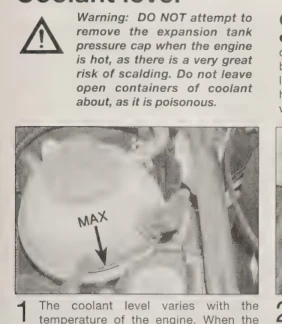 Coolant level
Warning: DO NOT attempt to
remove the expansion tank
pressure cap when the engine
is hot, as there is a very great
risk of scalding. Do not leave
open containers of coolant
about, as it is poisonous.
MAX
1 The coolant level varies with the
temperature of the engine. When the
2